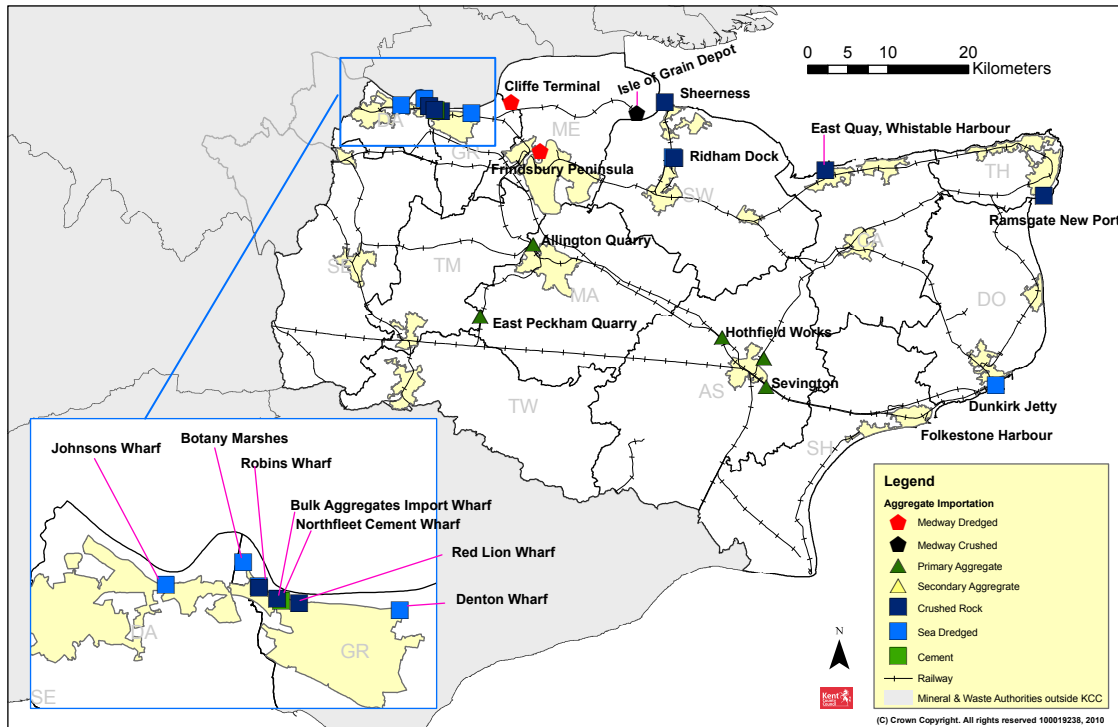 0 5 10 20
Kilometers
Isle of Grain Depot
Cliffe Terminal
Sheerness
East Quay, Whistable Harbour
DA
ME
GR
Frindsbury Peninsula
Ridham Dock
TH
SW
Ramsgate New Port
Allington Quarry
CA
SE
TM
MA
DO
East Peckham Quarry
Hothfield Works
Sevington
AS
TW
Dunkirk Jetty
Folkestone Harbour
SH
Botany Marshes
Johnsons Wharf
Robins Wharf
Bulk Aggregates Import Wharf
Northfleet Cement Wharf
Red Lion Wharf
Denton Wharf
DA
GR
SE
N
Kent
County
Council
Legend
Aggregate Importation
Medway Dredged
Medway Crushed
Primary Aggregate
Secondary Aggregrate
Crushed Rock
Sea Dredged
Cement
Railway
Mineral & Waste Authorities outside KCC
(C) Crown Copyright. All rights reserved 100019238, 2010